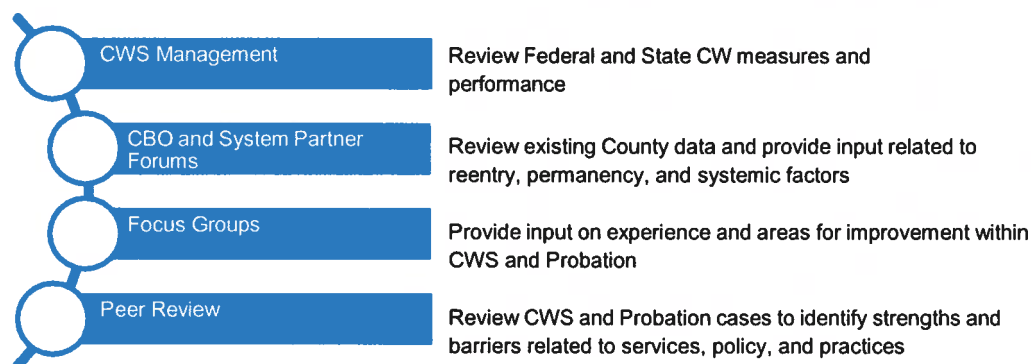 CWS Management
Review Federal and State CW measures and
performance
CBO and System Partner
Forums
Review existing County data and provide input related to
reentry, permanency, and systemic factors
Focus Groups
Provide input on experience and areas for improvement within
CWS and Probation
Peer Review
Review CWS and Probation cases to identify strengths and
barriers related to services, policy, and practices